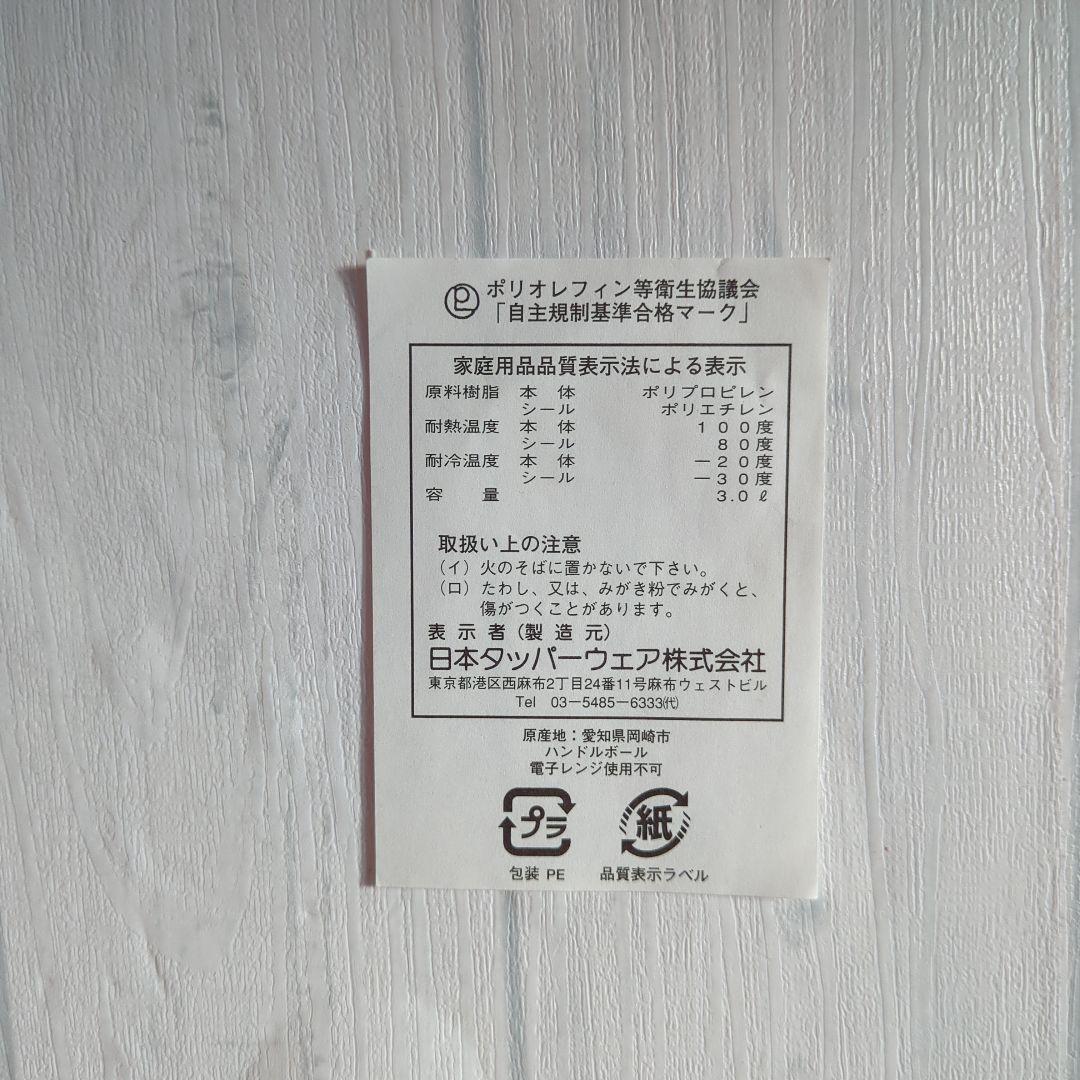 ポリオレフィン等衛生協議会
「自主規制基準合格マーク」
家庭用品品質表示法による表示
原料樹脂 本 体 ポリプロピレン
シール ポリエチレン
耐熱温度 本 体 100度
シール 80度
耐冷温度 本 体 −20度
シール −30度
容 量 3.0ℓ
取扱い上の注意
(イ) 火のそばに置かないで下さい。
(ロ) たわし、又は、みがき粉でみがくと、
傷がつくことがあります。
表 示 者 (製 造 元)
日本タッパーウェア株式会社
東京都港区西麻布2丁目24番11号麻布ウェストビル
Tel 03−5485−6333㈹
原産地：愛知県岡崎市
ハンドルボール
電子レンジ使用不可
プラ 紙
包装 PE 品質表示ラベル